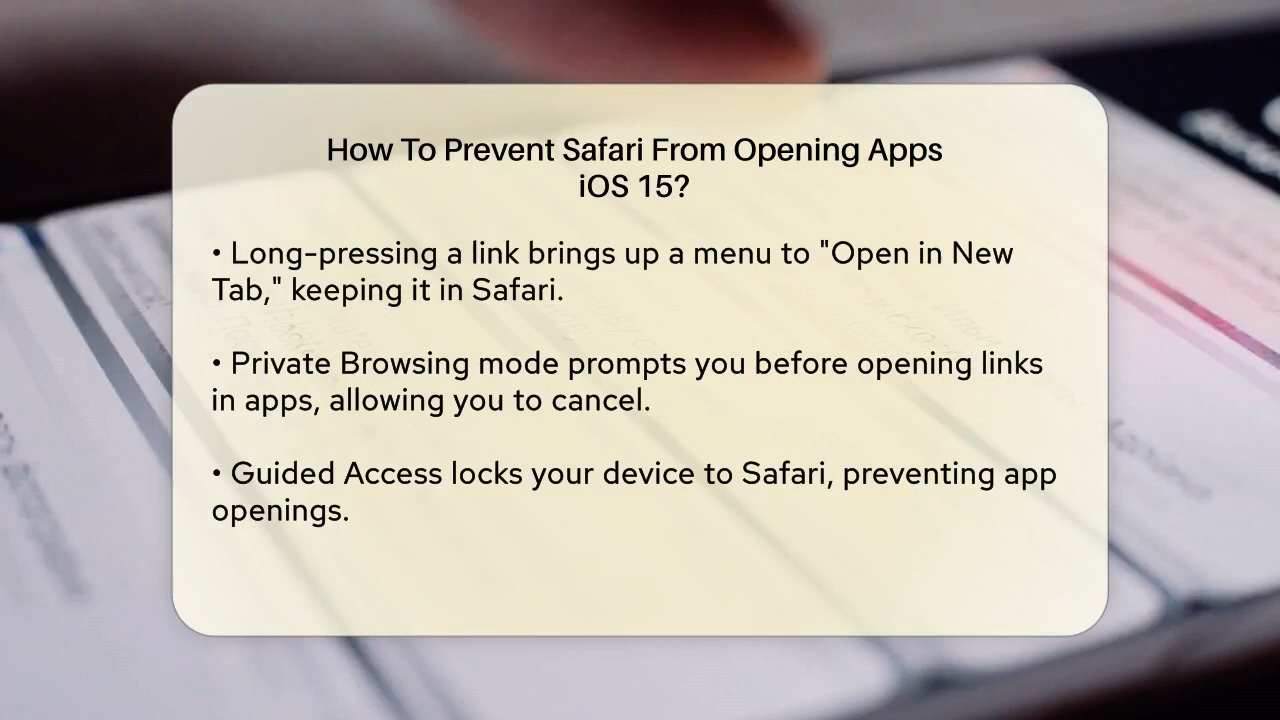 How To Prevent Safari From Opening Apps
iOS 15?
• Long-pressing a link brings up a menu to "Open in New
Tab," keeping it in Safari.
• Private Browsing mode prompts you before opening links
in apps, allowing you to cancel.
• Guided Access locks your device to Safari, preventing app
openings.